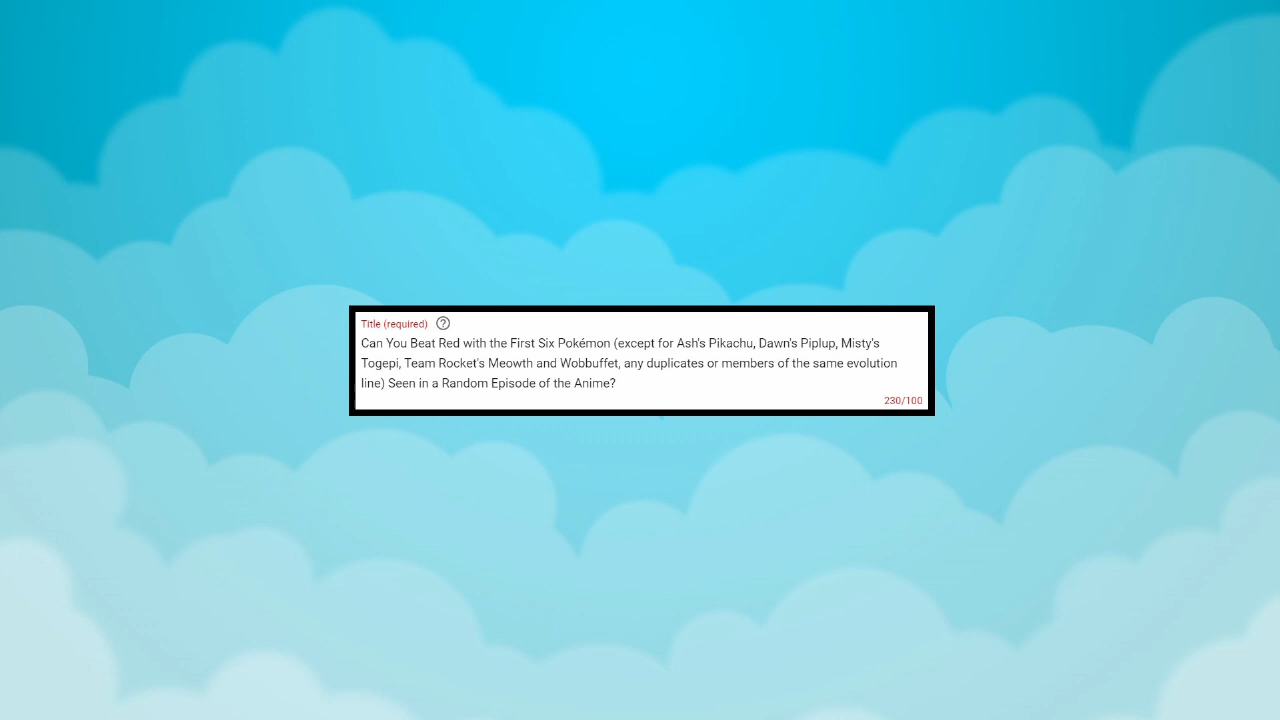 Title (required) ?
Can You Beat Red with the First Six Pokémon (except for Ash's Pikachu, Dawn's Piplup, Misty's
Togepi, Team Rocket's Meowth and Wobbuffet, any duplicates or members of the same evolution
line) Seen in a Random Episode of the Anime?
230/100